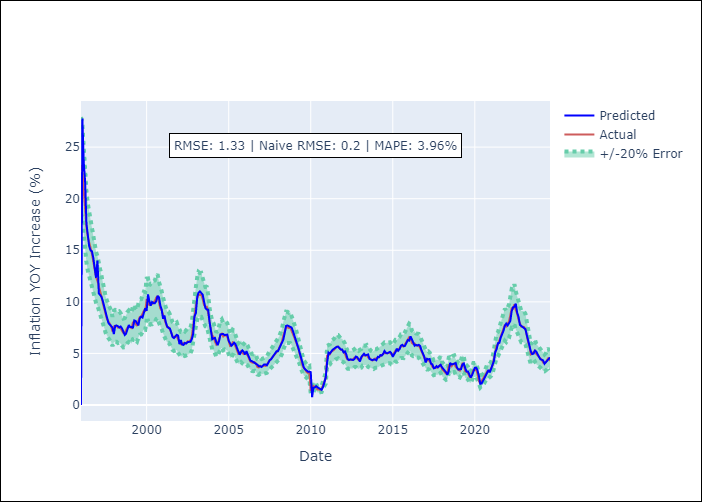 RMSE: 1.33 | Naive RMSE: 0.2 | MAPE: 3.96%
Predicted
Actual
+/-20% Error
Inflation YOY Increase (%)
25
20
15
10
5
0
2000
2005
2010
2015
2020
Date